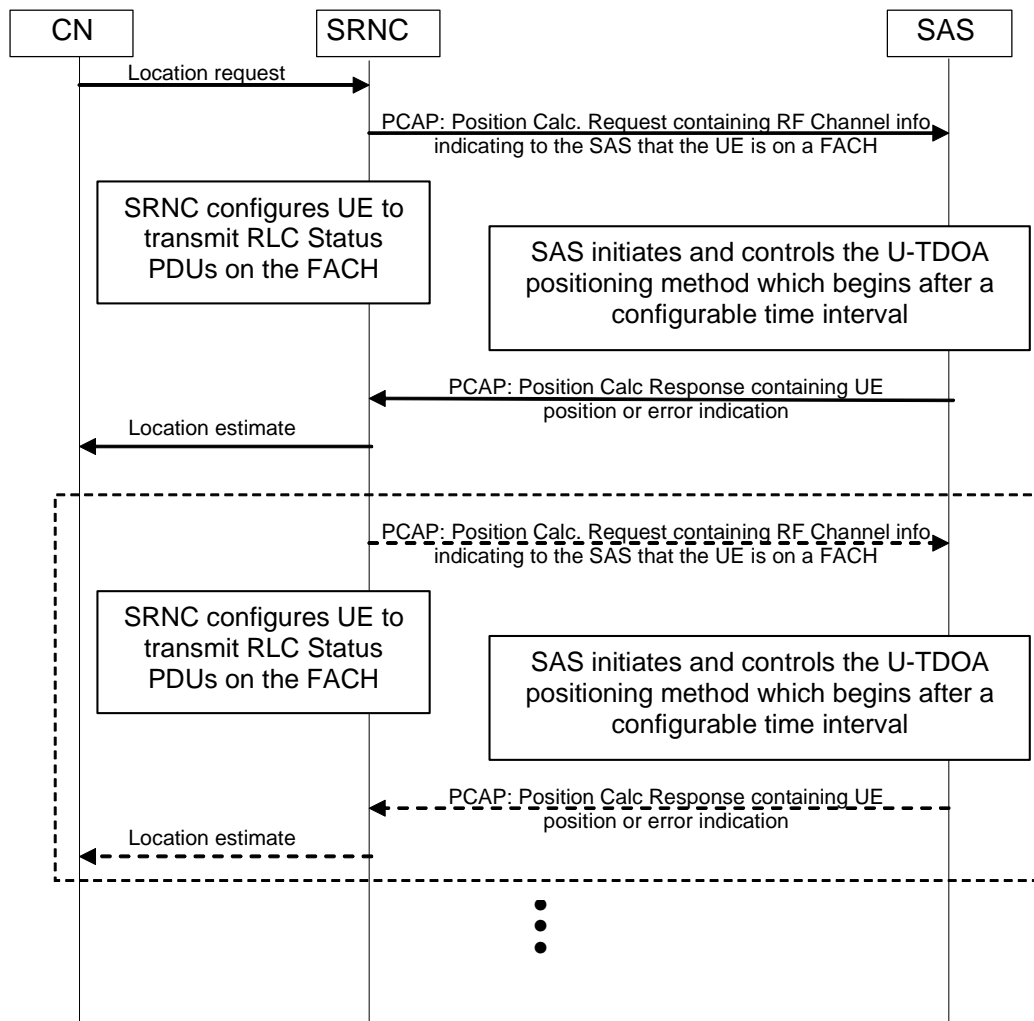 CN
SRNC
SAS
Location request
PCAP: Position Calc. Request containing RF Channel info
indicating to the SAS that the UE is on a FACH
SRNC configures UE to
transmit RLC Status
PDUs on the FACH
SAS initiates and controls the U-TDOA
positioning method which begins after a
configurable time interval
PCAP: Position Calc Response containing UE
position or error indication
Location estimate
PCAP: Position Calc. Request containing RF Channel info
indicating to the SAS that the UE is on a FACH
SRNC configures UE to
transmit RLC Status
PDUs on the FACH
SAS initiates and controls the U-TDOA
positioning method which begins after a
configurable time interval
PCAP: Position Calc Response containing UE
position or error indication
Location estimate